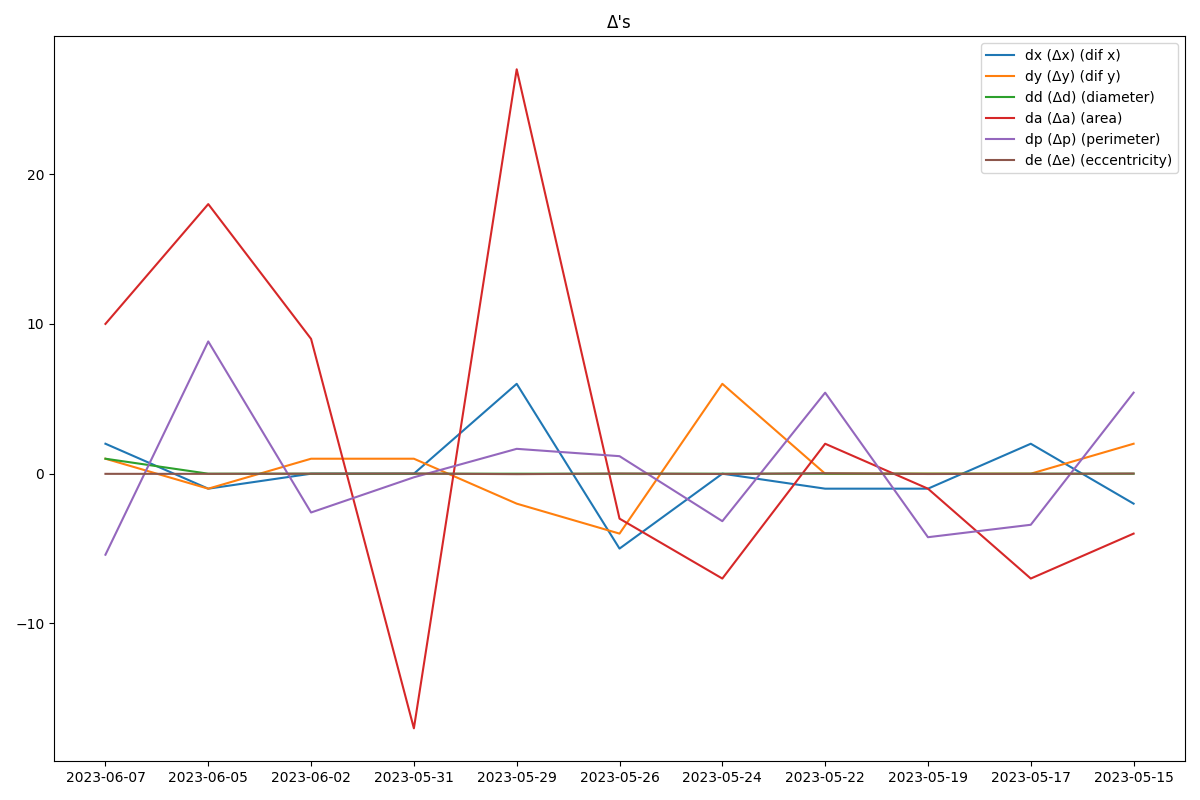 Δ's
dx (Δx) (dif x)
dy (Δy) (dif y)
dd (Δd) (diameter)
da (Δa) (area)
dp (Δp) (perimeter)
de (Δe) (eccentricity)
20
10
0
−10
2023-06-07 2023-06-05 2023-06-02 2023-05-31 2023-05-29 2023-05-26 2023-05-24 2023-05-22 2023-05-19 2023-05-17 2023-05-15